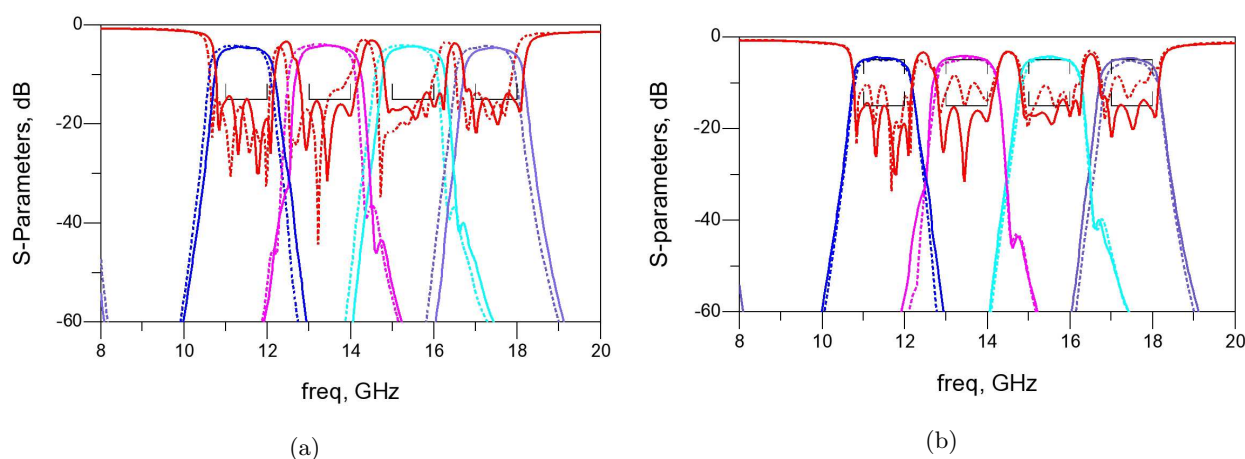 S-Parameters, dB
0
-20
-40
-60
8 10 12 14 16 18 20
freq, GHz
(a)
S-parameters, dB
0
-20
-40
-60
8 10 12 14 16 18 20
freq, GHz
(b)